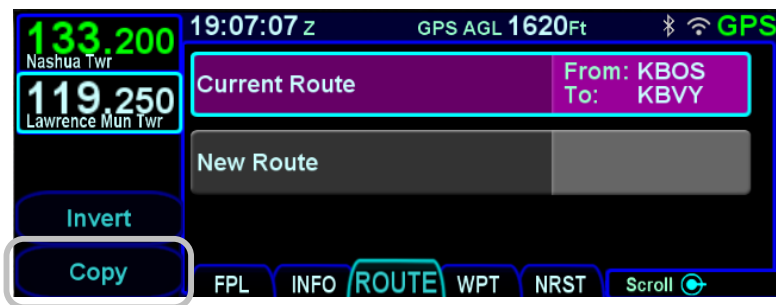 133.200
Nashua Twr
119.250
Lawrence Mun Twr
Invert
Copy
19:07:07 Z GPS AGL 1620Ft GPS
Current Route From: KBOS
To: KBVY
New Route
FPL INFO ROUTE WPT NRST Scroll